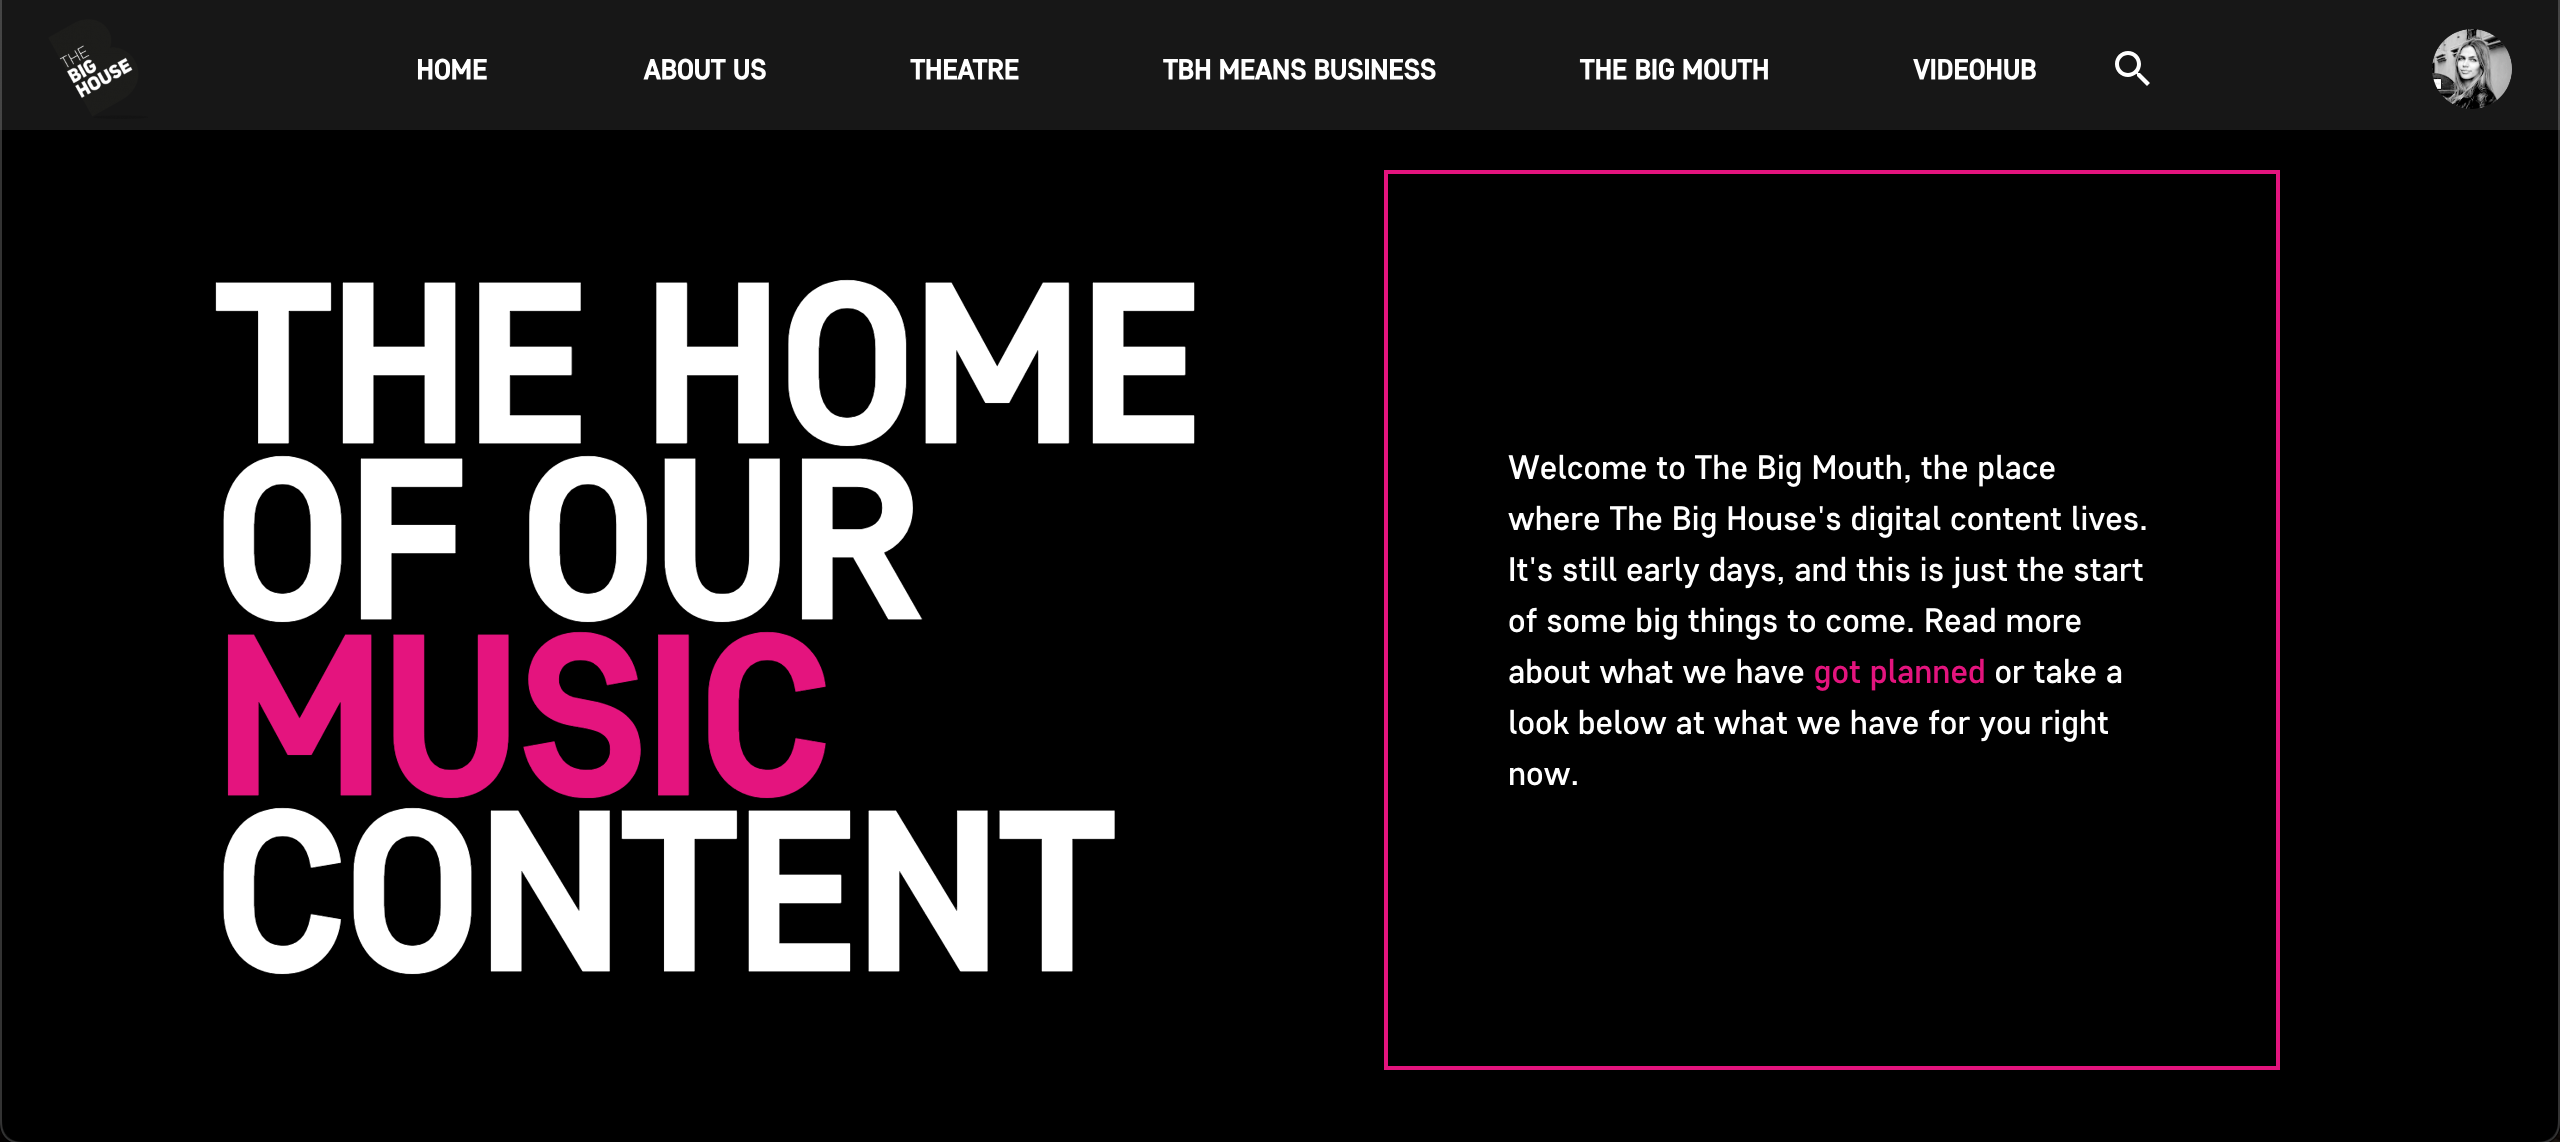 THE
BIG
HOUSE
HOME
ABOUT US
THEATRE
TBH MEANS BUSINESS
THE BIG MOUTH
VIDEOHUB
THE HOME
OF OUR
MUSIC
CONTENT
Welcome to The Big Mouth, the place
where The Big House's digital content lives.
It's still early days, and this is just the start
of some big things to come. Read more
about what we have got planned or take a
look below at what we have for you right
now.